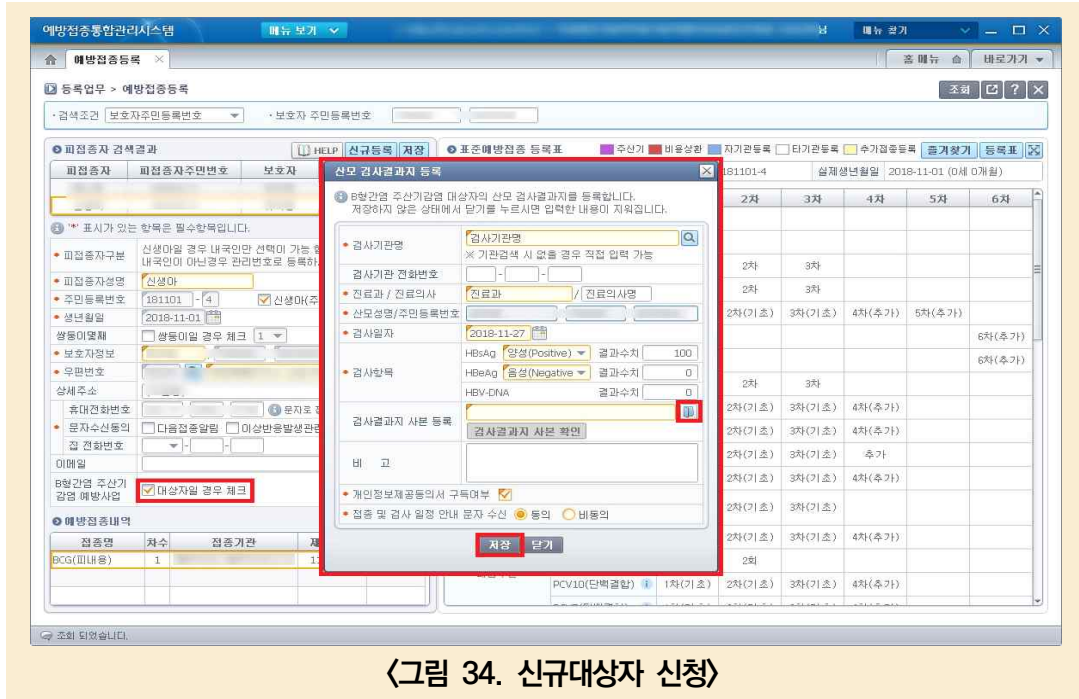 예방접종통합관리시스템 메뉴 보기 메뉴 찾기
예방접종등록 홈 메뉴 바로가기
등록업무 > 예방접종등록 조회 ?
·검색조건 보호자주민등록번호 ·보호자 주민등록번호 -
피접종자 검색결과 HELP 신규등록 저장 표준예방접종 등록표 주산기 비용상환 자기관등록 타기관등록 추가접종등록 즐겨찾기 등록표
피접종자 피접종자주민번호 보호자 181101-4 실제생년월일 2018-11-01 (0세 0개월)
'*' 표시가 있는 항목은 필수항목입니다.
피접종자구분 신생아일 경우 내국인만 선택이 가능
내국인이 아닌경우 관리번호로 등록하
피접종자성명 신생아
주민등록번호 181101 - 4 신생아(주
생년월일 2018-11-01
쌍둥이몇째 쌍둥이일 경우 체크 1
보호자정보
우편번호
상세주소
휴대전화번호 문자로
문자수신동의 다음접종알림 이상반응발생관
집 전화번호 - -
이메일
B형간염 주산기
감염 예방사업 대상자일 경우 체크
예방접종내역
접종명 차수 접종기관 제
BCG(피내용) 1
산모 검사결과지 등록
B형간염 주산기감염 대상자의 산모 검사결과지를 등록합니다.
저장하지 않은 상태에서 닫기를 누르시면 입력한 내용이 지워집니다.
검사기관명 검사기관명
※ 기관검색 시 없을 경우 직접 입력 가능
검사기관 전화번호 - -
진료과 / 진료의사 진료과 / 진료의사명
산모성명/주민등록번호
검사일자 2018-11-27
검사항목 HBsAg 양성(Positive) 결과수치 100
HBeAg 음성(Negative 결과수치 0
HBV-DNA 결과수치 0
검사결과지 사본 등록
검사결과지 사본 확인
비 고
개인정보제공동의서 구득여부
접종 및 검사 일정 안내 문자 수신 동의 비동의
저장 닫기
2차 3차 4차 5차 6차
2차 3차
2차 3차
2차(기초) 3차(기초) 4차(추가) 5차(추가)
6차(추가)
6차(추가)
2차 3차
2차(기초) 3차(기초) 4차(추가)
2차(기초) 3차(기초) 4차(추가)
2차(기초) 3차(기초) 추가
2차(기초) 3차(기초) 4차(추가)
2차(기초) 3차(기초)
2차(기초) 3차(기초) 4차(추가)
2회
PCV10(단백결합) 1차(기초) 2차(기초) 3차(기초) 4차(추가)
조회 되었습니다.
〈그림 34. 신규대상자 신청〉